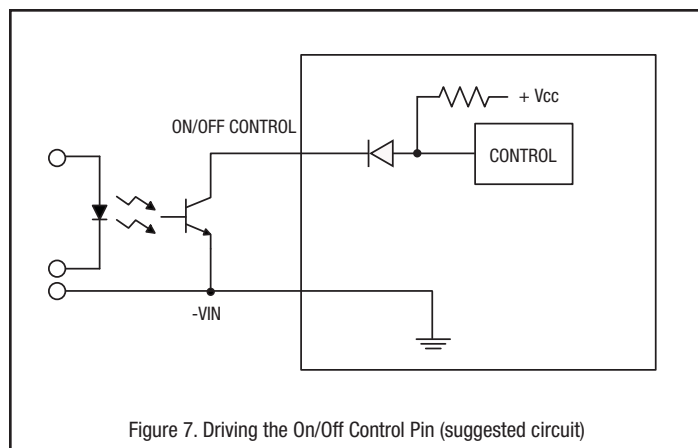 + Vcc
ON/OFF CONTROL
CONTROL
-VIN
Figure 7. Driving the On/Off Control Pin (suggested circuit)